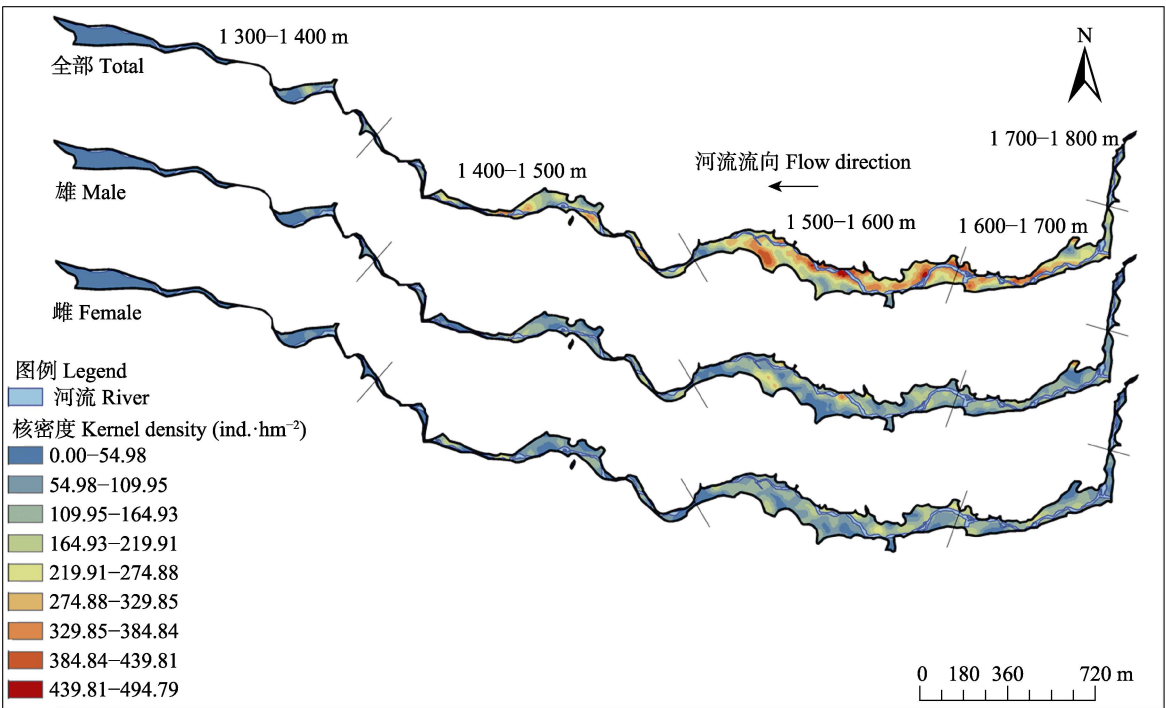 1 300−1 400 m
全部 Total
N
1 700−1 800 m
河流流向 Flow direction
1 400−1 500 m
雄 Male
1 500−1 600 m
1 600−1 700 m
雌 Female
图例 Legend
河流 River
核密度 Kernel density (ind.·hm⁻²)
0.00−54.98
54.98−109.95
109.95−164.93
164.93−219.91
219.91−274.88
274.88−329.85
329.85−384.84
384.84−439.81
439.81−494.79
0 180 360 720 m